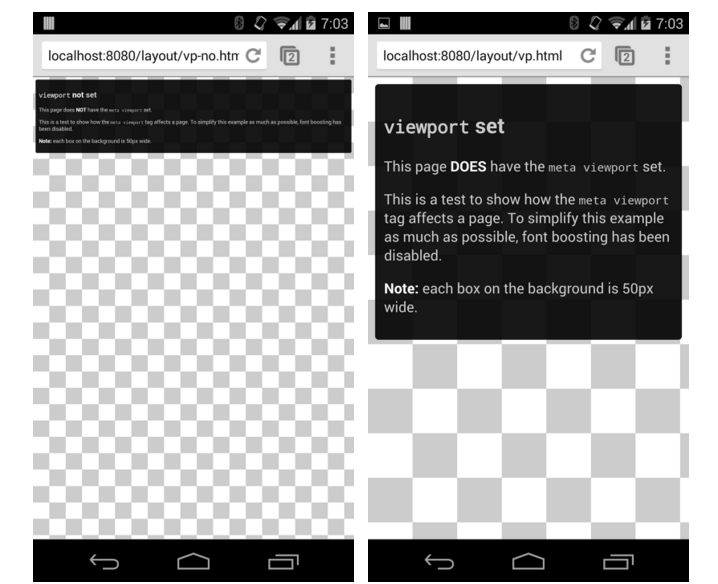 7:03
localhost:8080/layout/vp-no.htm
2
viewport not set
This page does NOT have the meta viewport set.
This is a test to show how the meta viewport tag affects a page. To simplify this example as much as possible, font boosting has
been disabled.
Note: each box on the background is 50px wide.
7:03
localhost:8080/layout/vp.html
2
viewport set
This page DOES have the meta viewport set.
This is a test to show how the meta viewport
tag affects a page. To simplify this example
as much as possible, font boosting has been
disabled.
Note: each box on the background is 50px
wide.